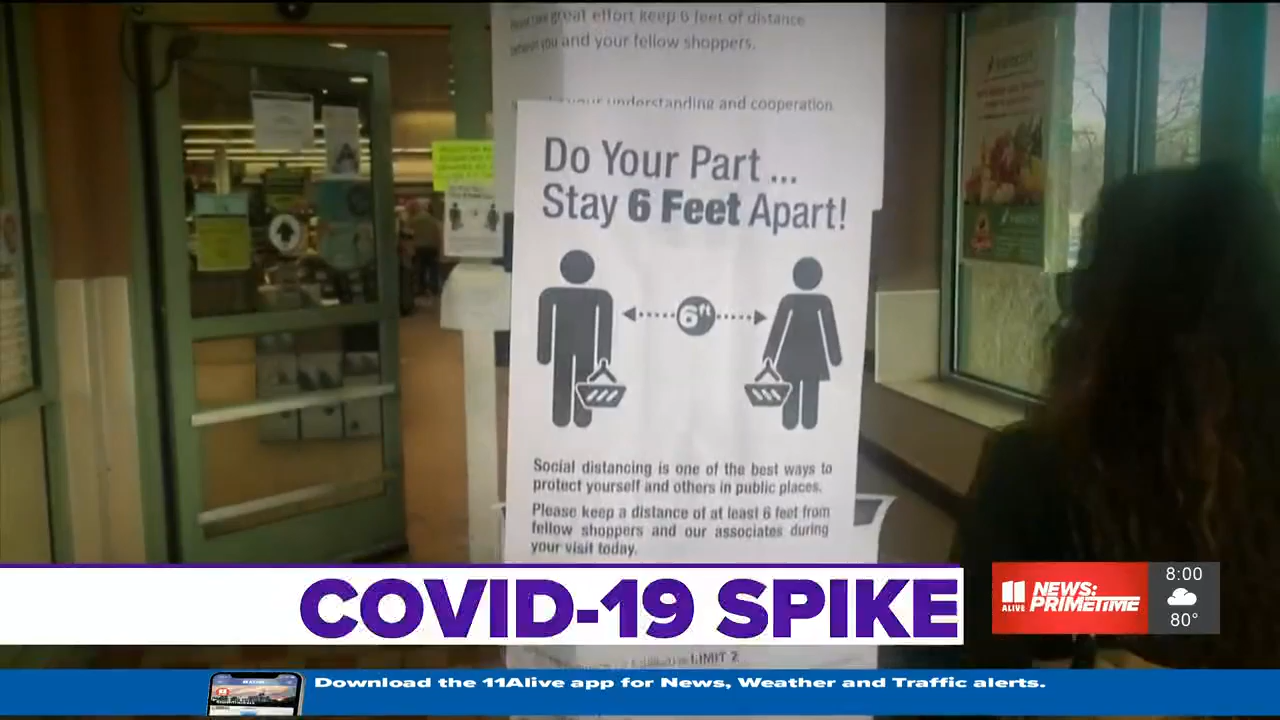 great effort keep 6 feet of distance
you and your fellow shoppers.
your understanding and cooperation.
Do Your Part ...
Stay 6 Feet Apart!
6ft
Social distancing is one of the best ways to
protect yourself and others in public places.
Please keep a distance of at least 6 feet from
fellow shoppers and our associates during
your visit today.
COVID-19 SPIKE
11 ALIVE NEWS: PRIMETIME
8:00
80°
LIMIT 2
Download the 11Alive app for News, Weather and Traffic alerts.